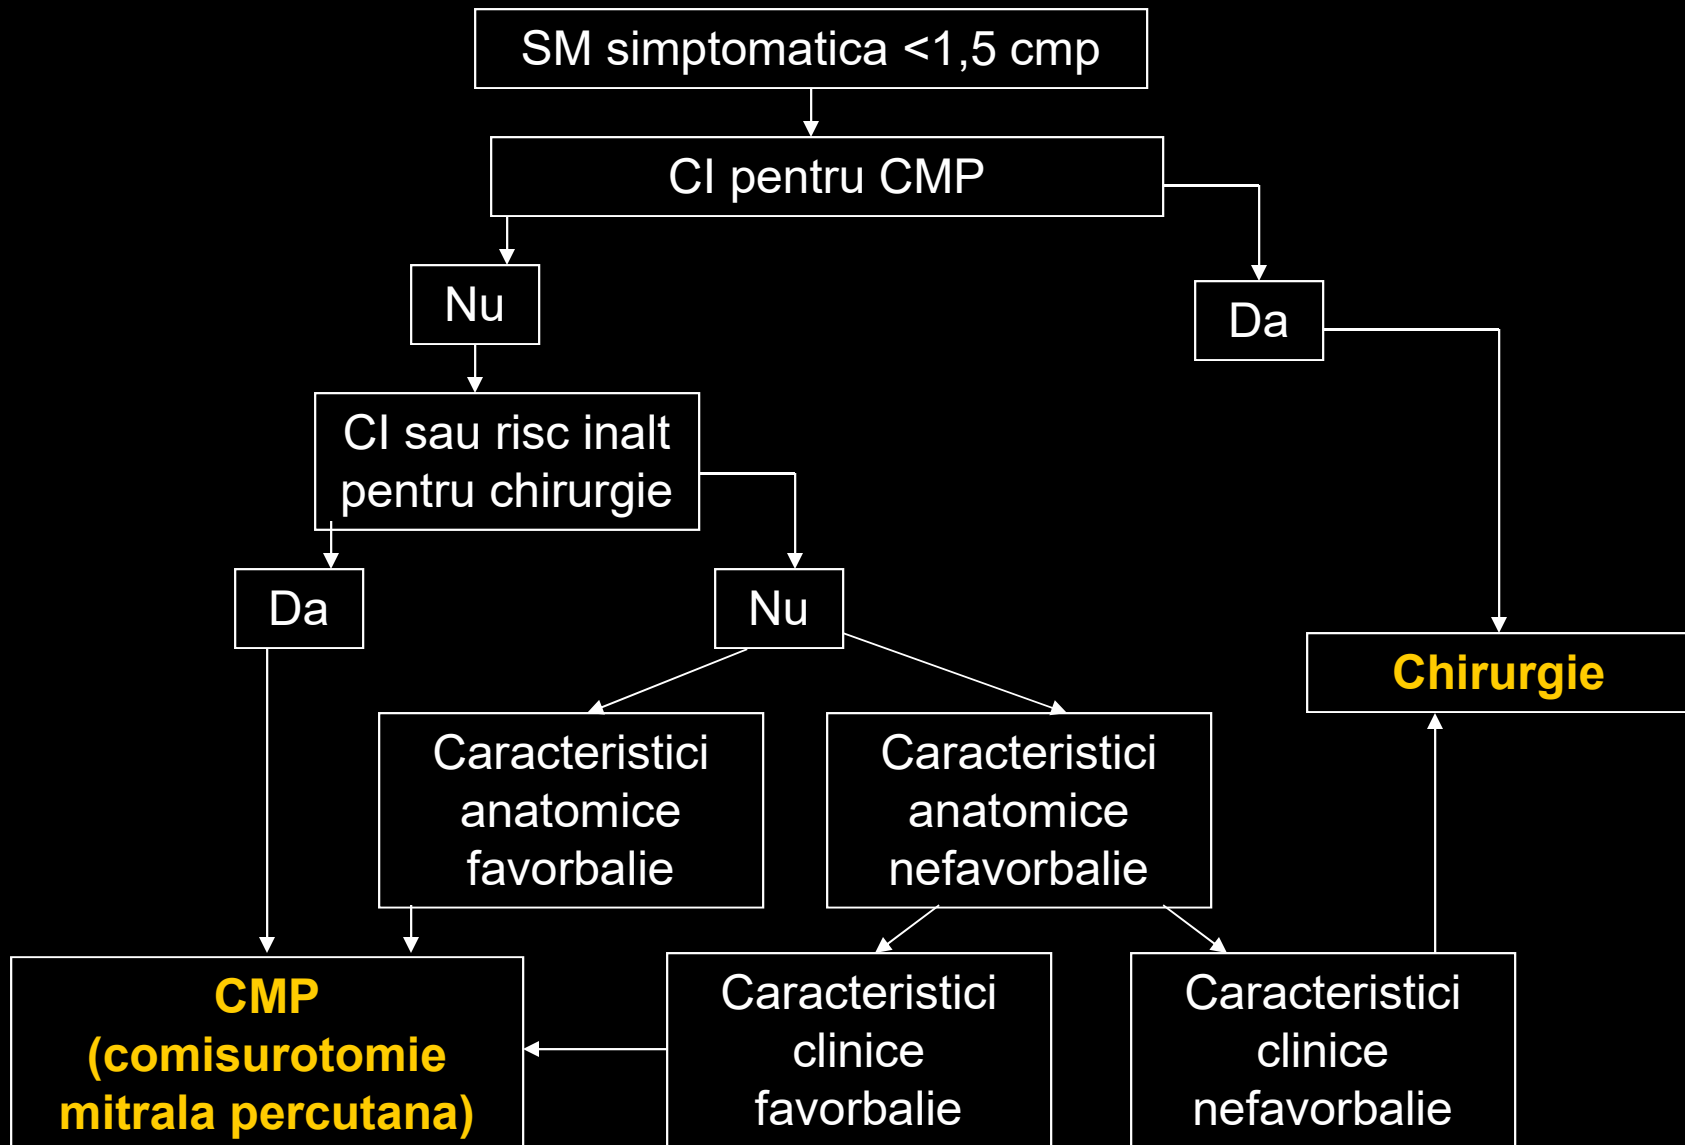 SM simptomatica <1,5 cmp
CI pentru CMP
Nu
Da
CI sau risc inalt
pentru chirurgie
Da
Nu
Chirurgie
Caracteristici
anatomice
favorbalie
Caracteristici
anatomice
nefavorbalie
CMP
(comisurotomie
mitrala percutana)
Caracteristici
clinice
favorbalie
Caracteristici
clinice
nefavorbalie